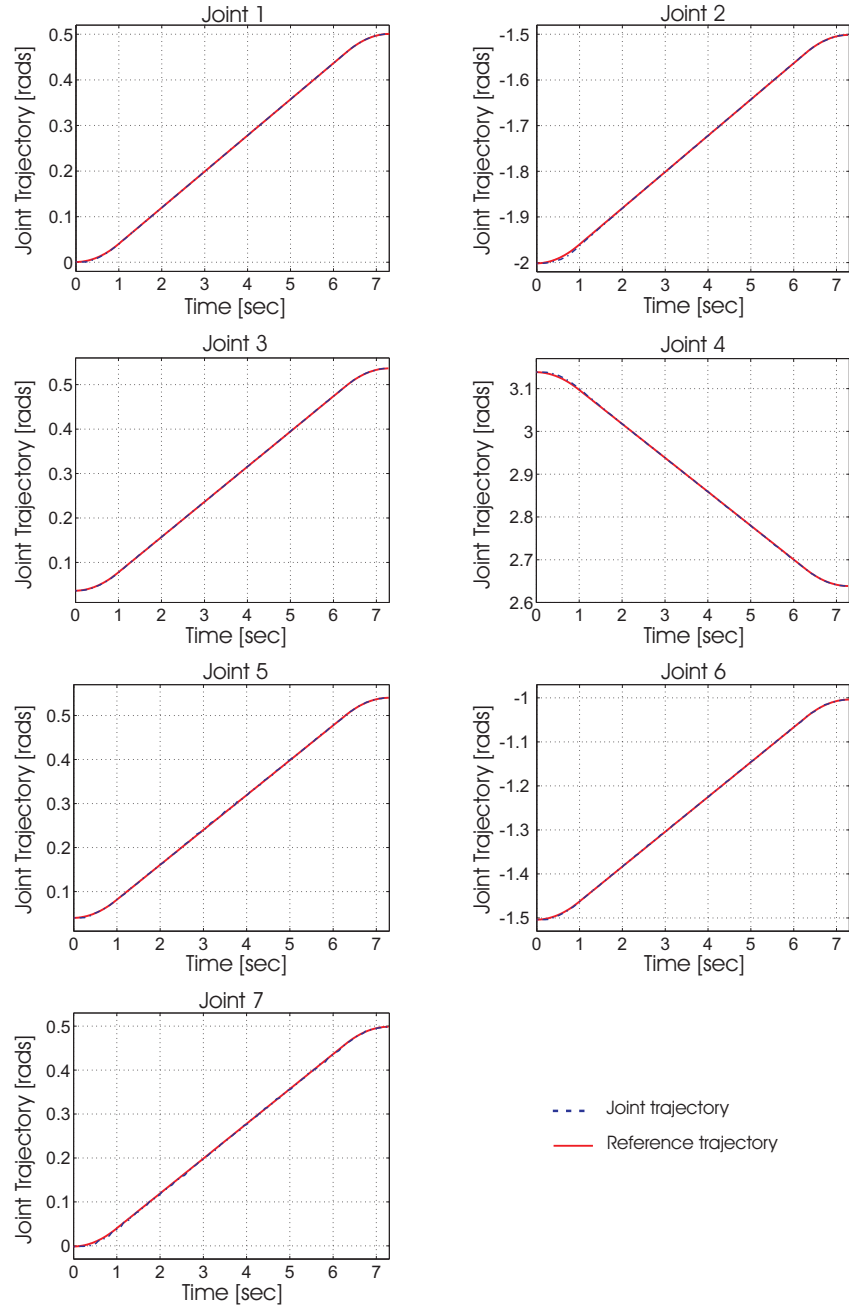 Joint 1
Joint Trajectory [rads]
0.5
0.4
0.3
0.2
0.1
0
0 1 2 3 4 5 6 7
Time [sec]
Joint 2
Joint Trajectory [rads]
-1.5
-1.6
-1.7
-1.8
-1.9
-2
0 1 2 3 4 5 6 7
Time [sec]
Joint 3
Joint Trajectory [rads]
0.5
0.4
0.3
0.2
0.1
0 1 2 3 4 5 6 7
Time [sec]
Joint 4
Joint Trajectory [rads]
3.1
3
2.9
2.8
2.7
2.6
0 1 2 3 4 5 6 7
Time [sec]
Joint 5
Joint Trajectory [rads]
0.5
0.4
0.3
0.2
0.1
0 1 2 3 4 5 6 7
Time [sec]
Joint 6
Joint Trajectory [rads]
-1
-1.1
-1.2
-1.3
-1.4
-1.5
0 1 2 3 4 5 6 7
Time [sec]
Joint 7
Joint Trajectory [rads]
0.5
0.4
0.3
0.2
0.1
0
0 1 2 3 4 5 6 7
Time [sec]
Joint trajectory
Reference trajectory